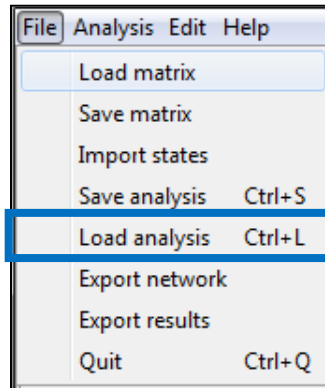 File Analysis Edit Help
Load matrix
Save matrix
Import states
Save analysis Ctrl+S
Load analysis Ctrl+L
Export network
Export results
Quit Ctrl+Q